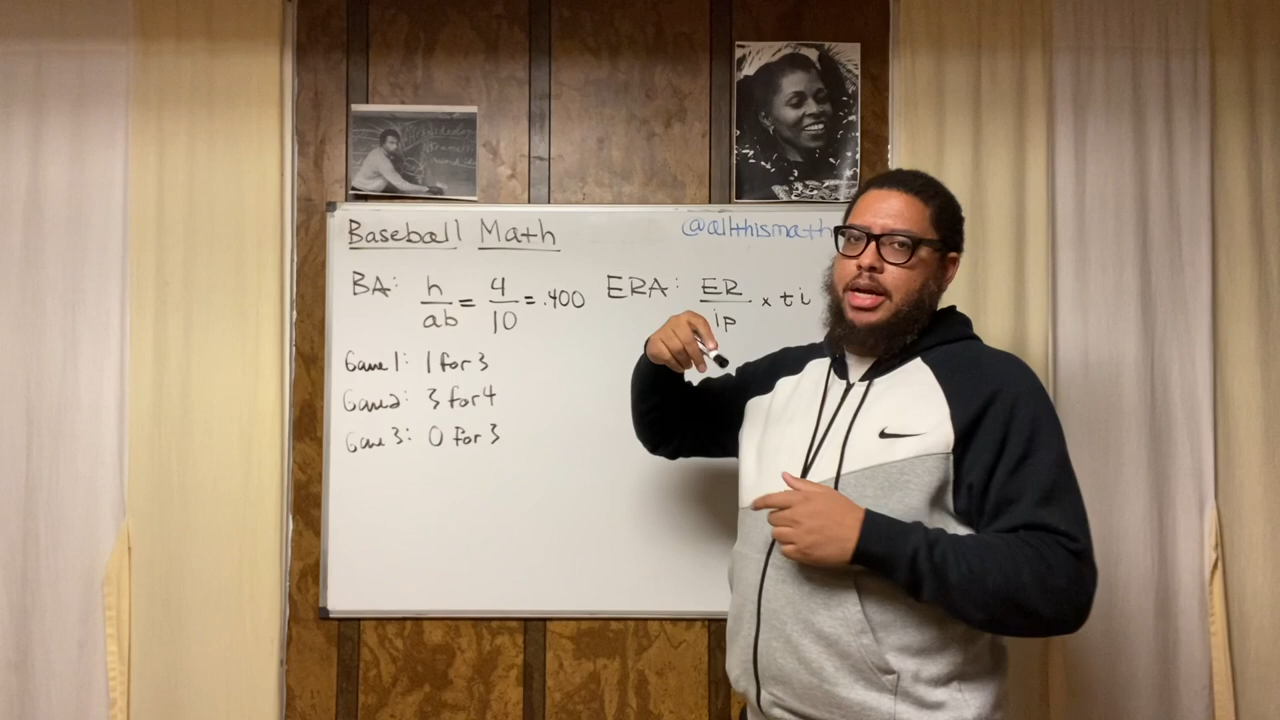 Baseball Math
@allthismath
BA: h/ab = 4/10 = .400
ERA: ER/ip x ti
Game 1: 1 for 3
Game 2: 3 for 4
Game 3: 0 for 3